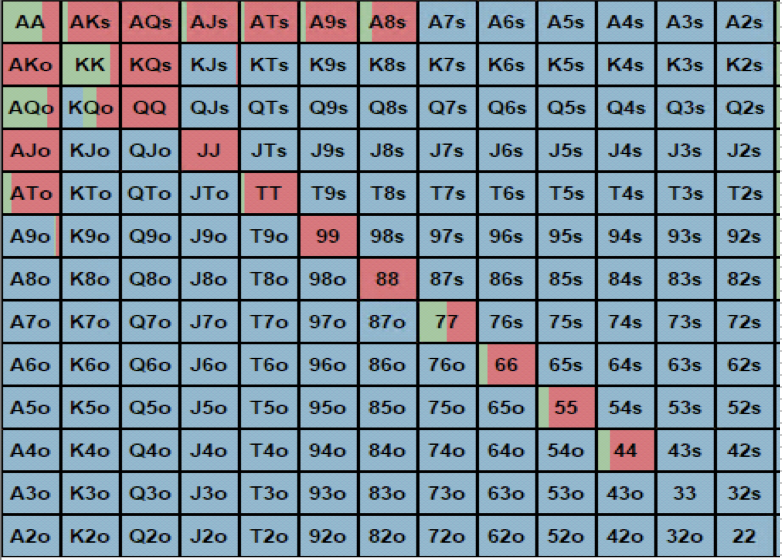 AA AKs AQs AJs ATs A9s A8s A7s A6s A5s A4s A3s A2s
AKo KK KQs KJs KTs K9s K8s K7s K6s K5s K4s K3s K2s
AQo KQo QQ QJs QTs Q9s Q8s Q7s Q6s Q5s Q4s Q3s Q2s
AJo KJo QJo JJ JTs J9s J8s J7s J6s J5s J4s J3s J2s
ATo KTo QTo JTo TT T9s T8s T7s T6s T5s T4s T3s T2s
A9o K9o Q9o J9o T9o 99 98s 97s 96s 95s 94s 93s 92s
A8o K8o Q8o J8o T8o 98o 88 87s 86s 85s 84s 83s 82s
A7o K7o Q7o J7o T7o 97o 87o 77 76s 75s 74s 73s 72s
A6o K6o Q6o J6o T6o 96o 86o 76o 66 65s 64s 63s 62s
A5o K5o Q5o J5o T5o 95o 85o 75o 65o 55 54s 53s 52s
A4o K4o Q4o J4o T4o 94o 84o 74o 64o 54o 44 43s 42s
A3o K3o Q3o J3o T3o 93o 83o 73o 63o 53o 43o 33 32s
A2o K2o Q2o J2o T2o 92o 82o 72o 62o 52o 42o 32o 22